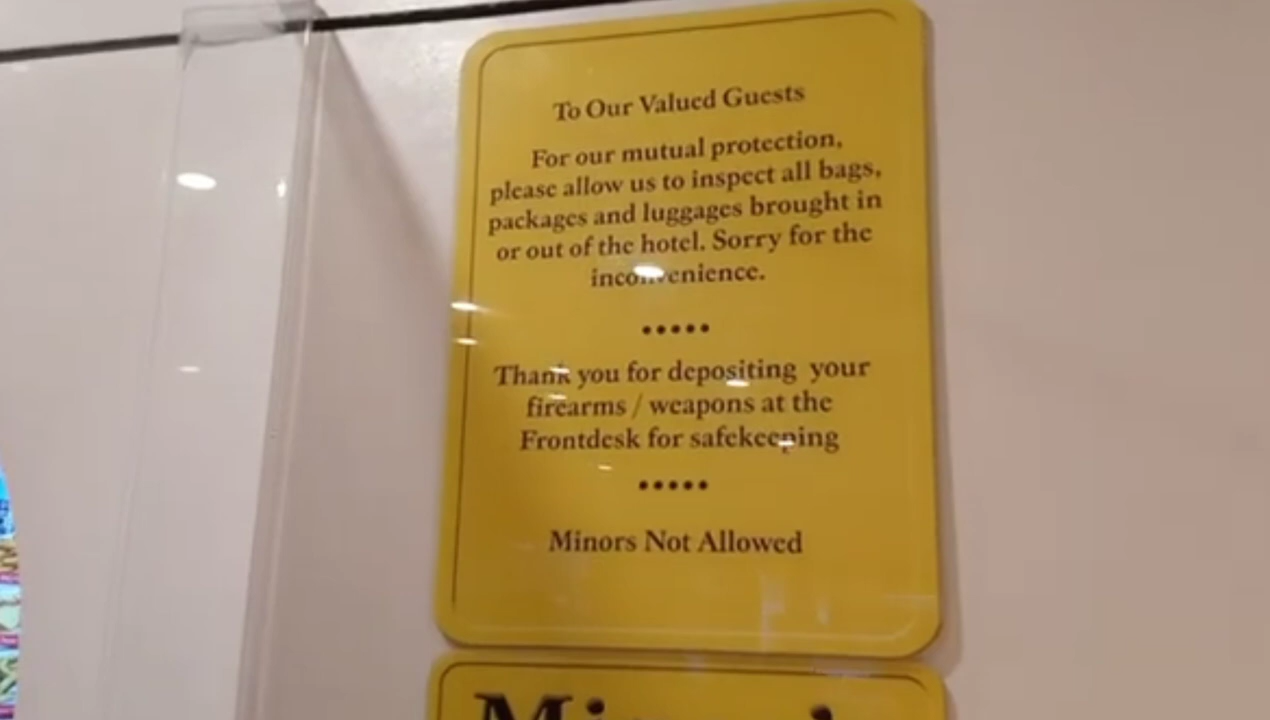 To Our Valued Guests
For our mutual protection,
please allow us to inspect all bags,
packages and luggages brought in
or out of the hotel. Sorry for the
inconvenience.
•••••
Thank you for depositing your
firearms / weapons at the
Frontdesk for safekeeping
•••••
Minors Not Allowed